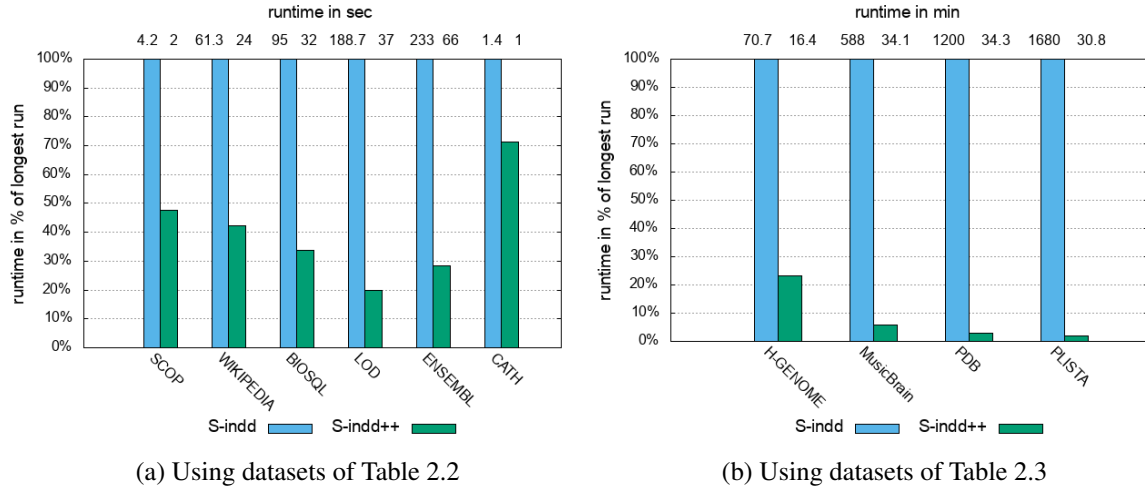 runtime in sec
4.2 2 61.3 24 95 32 188.7 37 233 66 1.4 1
100%
90%
80%
70%
60%
50%
40%
30%
20%
10%
0%
runtime in % of longest run
SCOP
WIKIPEDIA
BIOSQL
LOD
ENSEMBL
CATH
S-indd S-indd++
(a) Using datasets of Table 2.2
runtime in min
70.7 16.4 588 34.1 1200 34.3 1680 30.8
100%
90%
80%
70%
60%
50%
40%
30%
20%
10%
0%
runtime in % of longest run
H-GENOME
MusicBrain
PDB
PLISTA
S-indd S-indd++
(b) Using datasets of Table 2.3